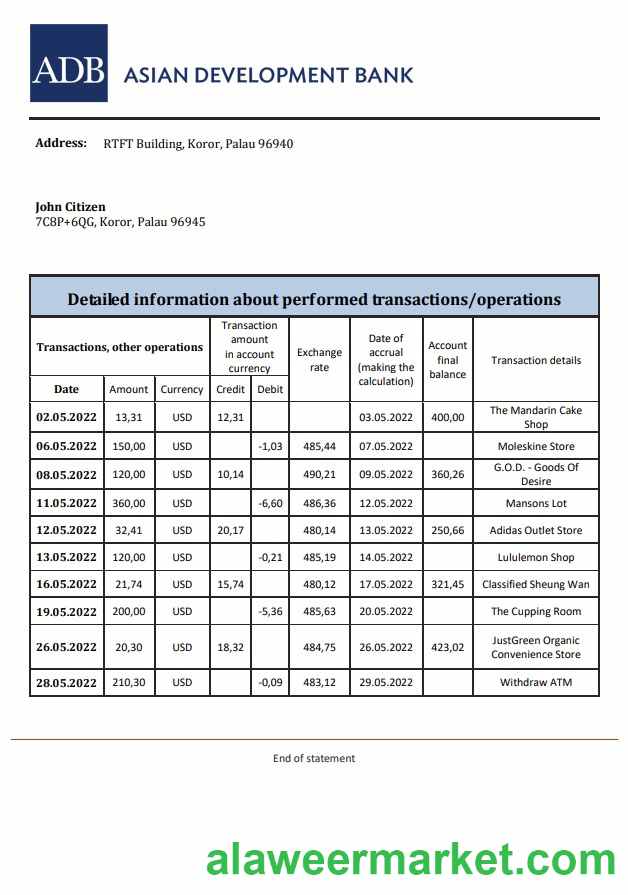 ADB ASIAN DEVELOPMENT BANK
Address: RTFT Building, Koror, Palau 96940
John Citizen
7C8P+6QG, Koror, Palau 96945
Detailed information about performed transactions/operations
Transactions, other operations
Transaction
amount
in account
currency
Exchange
rate
Date of
accrual
(making the
calculation)
Account
final
balance
Transaction details
Date Amount Currency Credit Debit
02.05.2022 13,31 USD 12,31 03.05.2022 400,00 The Mandarin Cake
Shop
06.05.2022 150,00 USD -1,03 485,44 07.05.2022 Moleskine Store
08.05.2022 120,00 USD 10,14 490,21 09.05.2022 360,26 G.O.D. - Goods Of
Desire
11.05.2022 360,00 USD -6,60 486,36 12.05.2022 Mansons Lot
12.05.2022 32,41 USD 20,17 480,14 13.05.2022 250,66 Adidas Outlet Store
13.05.2022 120,00 USD -0,21 485,19 14.05.2022 Lululemon Shop
16.05.2022 21,74 USD 15,74 480,12 17.05.2022 321,45 Classified Sheung Wan
19.05.2022 200,00 USD -5,36 485,63 20.05.2022 The Cupping Room
26.05.2022 20,30 USD 18,32 484,75 26.05.2022 423,02 JustGreen Organic
Convenience Store
28.05.2022 210,30 USD -0,09 483,12 29.05.2022 Withdraw ATM
End of statement
alaweermarket.com